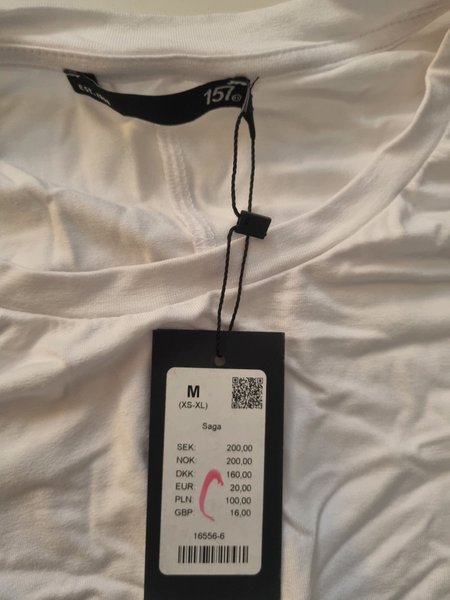 157
M
(XS-XL)
Saga
SEK: 200,00
NOK: 200,00
DKK: 160,00
EUR: 20,00
PLN: 100,00
GBP: 16,00
16556-6